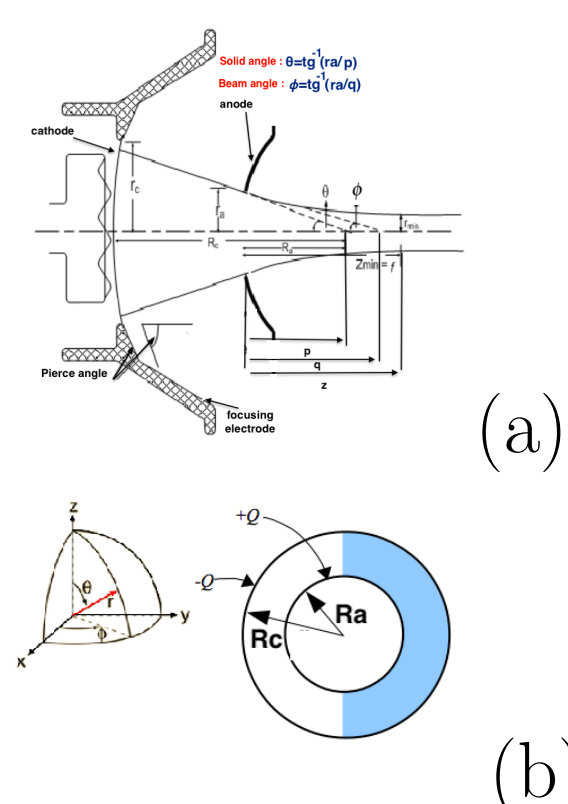 Solid angle : θ=tg⁻¹(ra/p)
Beam angle : ϕ=tg⁻¹(ra/q)
anode
cathode
rc
ra
θ
ϕ
rmin
Rc
Ra
Zmin = f
p
q
z
Pierce angle
focusing
electrode
(a)
z
θ
r
y
ϕ
x
+Q
-Q
Ra
Rc
(b)